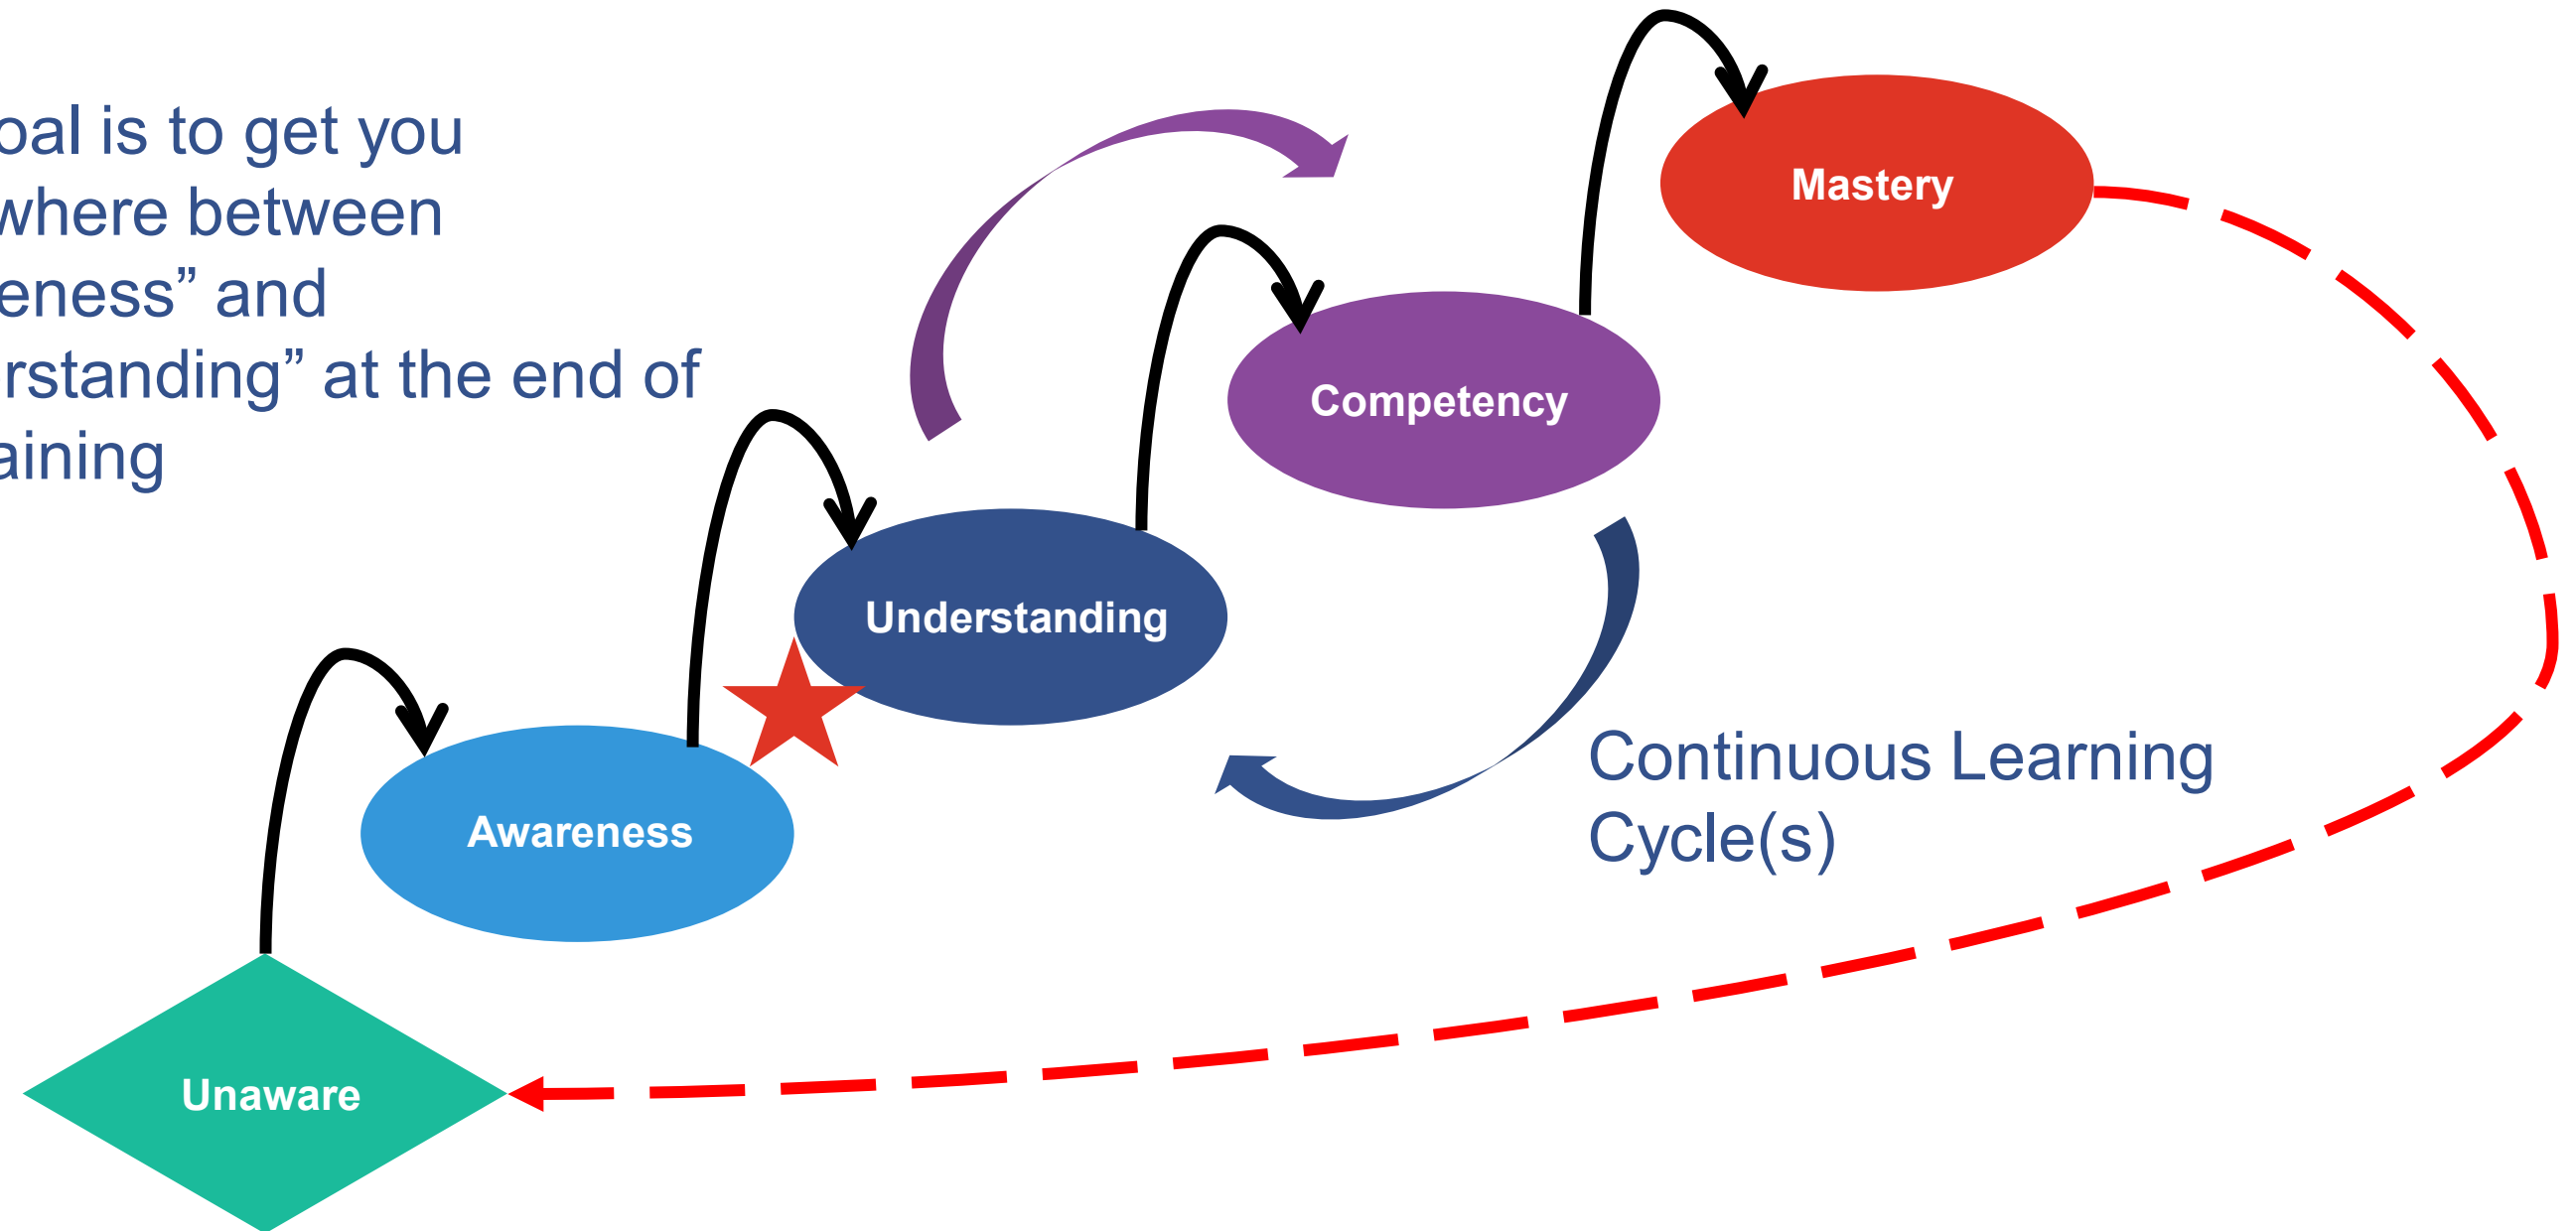 oal is to get you
where between
eness” and
rstanding” at the end of
aining
Mastery
Competency
Understanding
Continuous Learning
Cycle(s)
Awareness
Unaware